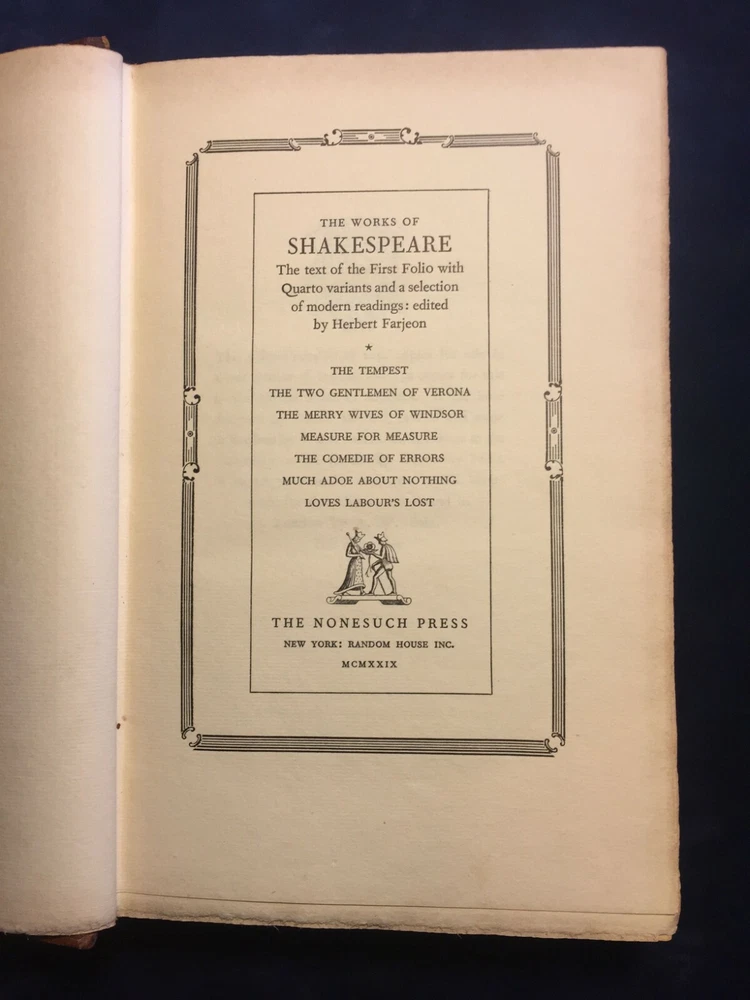 THE WORKS OF
SHAKESPEARE
The text of the First Folio with
Quarto variants and a selection
of modern readings: edited
by Herbert Farjeon
*
THE TEMPEST
THE TWO GENTLEMEN OF VERONA
THE MERRY WIVES OF WINDSOR
MEASURE FOR MEASURE
THE COMEDIE OF ERRORS
MUCH ADOE ABOUT NOTHING
LOVES LABOUR'S LOST
THE NONESUCH PRESS
NEW YORK: RANDOM HOUSE INC.
MCMXXIX